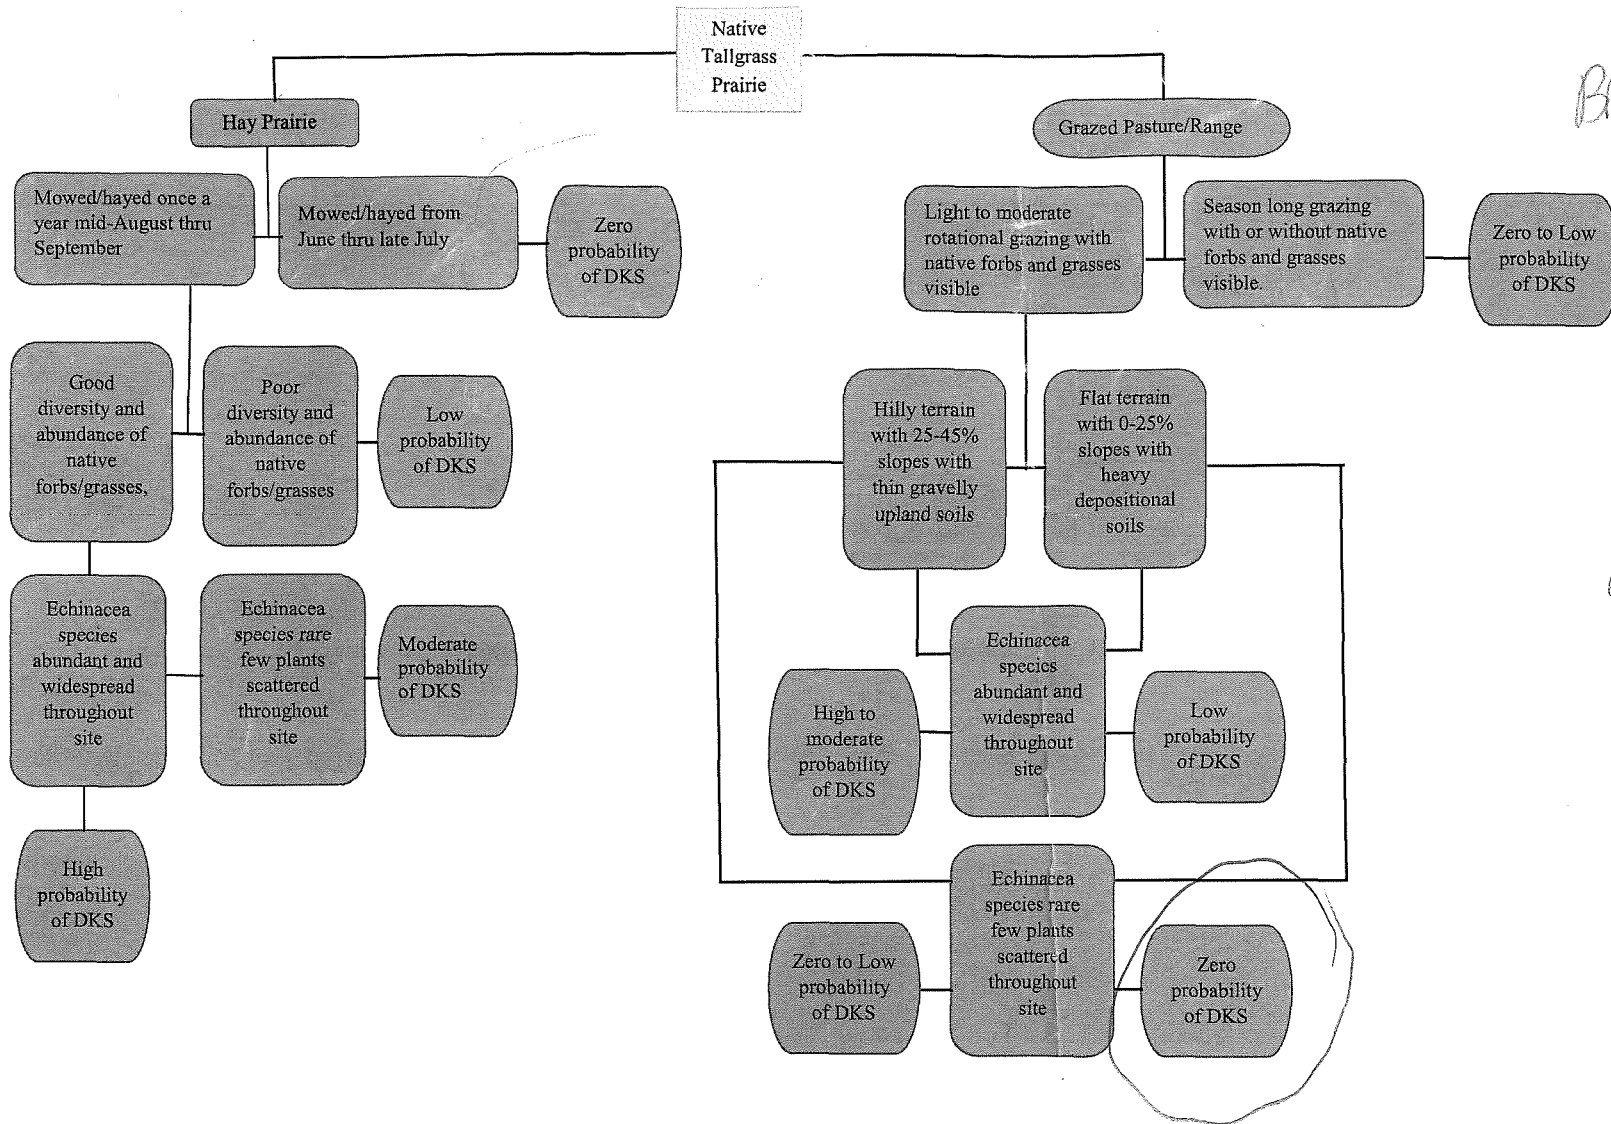 Native
Tallgrass
Prairie
Hay Prairie
Grazed Pasture/Range
Mowed/hayed once a
year mid-August thru
September
Mowed/hayed from
June thru late July
Zero
probability
of DKS
Light to moderate
rotational grazing with
native forbs and grasses
visible
Season long grazing
with or without native
forbs and grasses
visible.
Zero to Low
probability
of DKS
Good
diversity and
abundance of
native
forbs/grasses,
Poor
diversity and
abundance of
native
forbs/grasses
Low
probability
of DKS
Hilly terrain
with 25-45%
slopes with
thin gravelly
upland soils
Flat terrain
with 0-25%
slopes with
heavy
depositional
soils
Echinacea
species
abundant and
widespread
throughout
site
Echinacea
species rare
few plants
scattered
throughout
site
Moderate
probability
of DKS
High to
moderate
probability
of DKS
Echinacea
species
abundant and
widespread
throughout
site
Low
probability
of DKS
High
probability
of DKS
Zero to Low
probability
of DKS
Echinacea
species rare
few plants
scattered
throughout
site
Zero
probability
of DKS